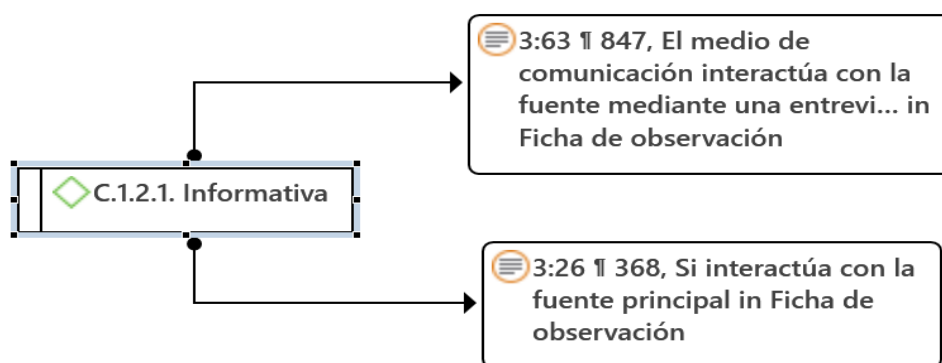 3:63 ¶ 847, El medio de
comunicación interactúa con la
fuente mediante una entrevi... in
Ficha de observación
C.1.2.1. Informativa
3:26 ¶ 368, Si interactúa con la
fuente principal in Ficha de
observación